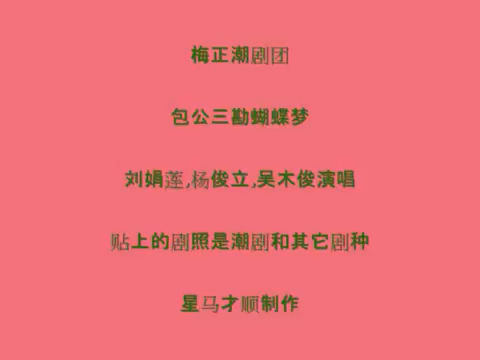 梅正潮剧团
包公三勘蝴蝶梦
刘娟莲,杨俊立,吴木俊演唱
贴上的剧照是潮剧和其它剧种
星马才顺制作